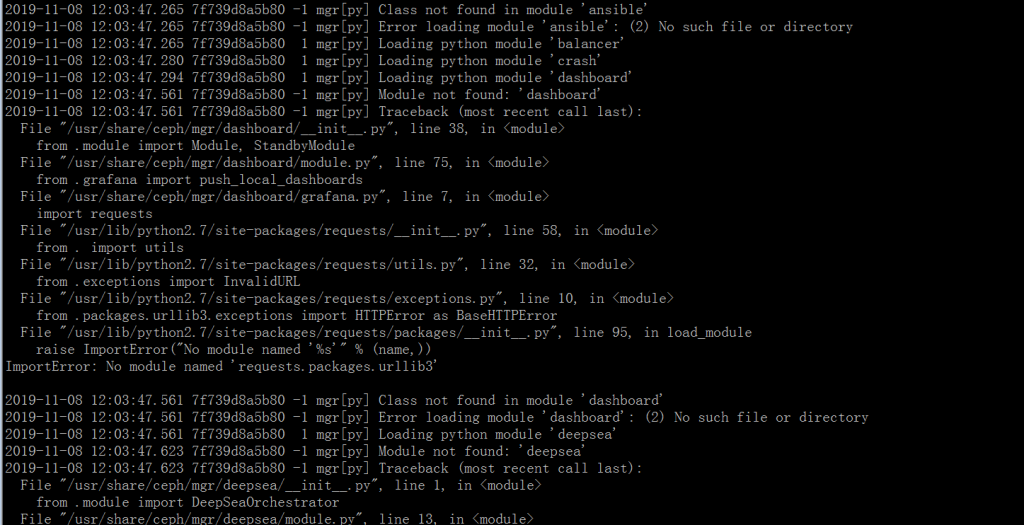 2019-11-08 12:03:47.265 7f739d8a5b80 -1 mgr[py] Class not found in module 'ansible'
2019-11-08 12:03:47.265 7f739d8a5b80 -1 mgr[py] Error loading module 'ansible': (2) No such file or directory
2019-11-08 12:03:47.265 7f739d8a5b80  1 mgr[py] Loading python module 'balancer'
2019-11-08 12:03:47.280 7f739d8a5b80  1 mgr[py] Loading python module 'crash'
2019-11-08 12:03:47.294 7f739d8a5b80  1 mgr[py] Loading python module 'dashboard'
2019-11-08 12:03:47.561 7f739d8a5b80 -1 mgr[py] Module not found: 'dashboard'
2019-11-08 12:03:47.561 7f739d8a5b80 -1 mgr[py] Traceback (most recent call last):
  File "/usr/share/ceph/mgr/dashboard/__init__.py", line 38, in <module>
    from .module import Module, StandbyModule
  File "/usr/share/ceph/mgr/dashboard/module.py", line 75, in <module>
    from .grafana import push_local_dashboards
  File "/usr/share/ceph/mgr/dashboard/grafana.py", line 7, in <module>
    import requests
  File "/usr/lib/python2.7/site-packages/requests/__init__.py", line 58, in <module>
    from . import utils
  File "/usr/lib/python2.7/site-packages/requests/utils.py", line 32, in <module>
    from .exceptions import InvalidURL
  File "/usr/lib/python2.7/site-packages/requests/exceptions.py", line 10, in <module>
    from .packages.urllib3.exceptions import HTTPError as BaseHTTPError
  File "/usr/lib/python2.7/site-packages/requests/packages/__init__.py", line 95, in load_module
    raise ImportError("No module named '%s'" % (name,))
ImportError: No module named 'requests.packages.urllib3'
2019-11-08 12:03:47.561 7f739d8a5b80 -1 mgr[py] Class not found in module 'dashboard'
2019-11-08 12:03:47.561 7f739d8a5b80 -1 mgr[py] Error loading module 'dashboard': (2) No such file or directory
2019-11-08 12:03:47.561 7f739d8a5b80  1 mgr[py] Loading python module 'deepsea'
2019-11-08 12:03:47.623 7f739d8a5b80 -1 mgr[py] Module not found: 'deepsea'
2019-11-08 12:03:47.623 7f739d8a5b80 -1 mgr[py] Traceback (most recent call last):
  File "/usr/share/ceph/mgr/deepsea/__init__.py", line 1, in <module>
    from .module import DeepSeaOrchestrator
  File "/usr/share/ceph/mgr/deepsea/module.py", line 13, in <module>